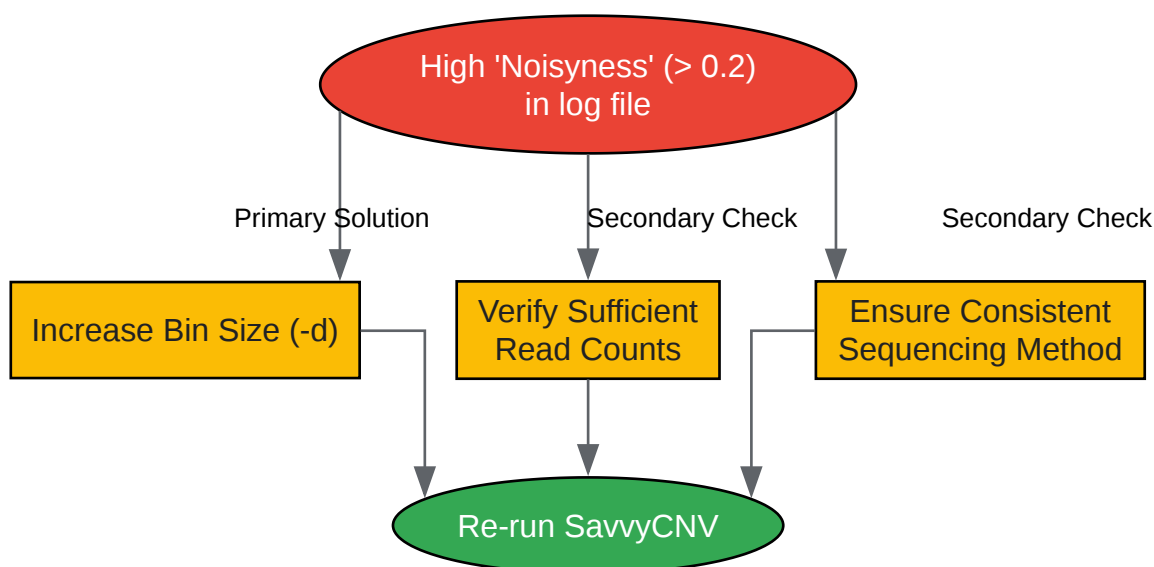 High 'Noisyness' (> 0.2)
in log file
Primary Solution
Secondary Check
Secondary Check
Increase Bin Size (-d)
Verify Sufficient
Read Counts
Ensure Consistent
Sequencing Method
Re-run SavvyCNV